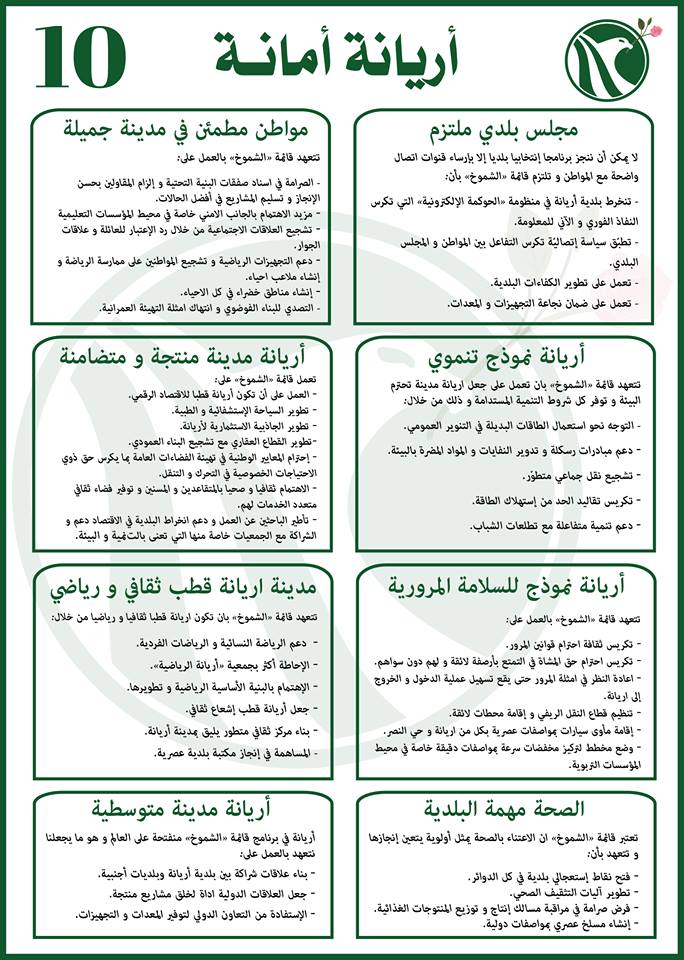 أريانة أمانة
10
مجلس بلدي ملتزم
لا يمكن أن ننجز برنامجا إنتخابيا بلديا إلا بإرساء قنوات اتصال
واضحة مع المواطن و تلتزم قائمة «الشموخ» بأن:
- تنخرط بلدية أريانة في منظومة «الحوكمة الإلكترونية» التي تكرس
النفاذ الفوري و الآني للمعلومة.
- تطبّق سياسة إتصاليّة تكرس التفاعل بين المواطن و المجلس
البلدي.
- تعمل على تطوير الكفاءات البلدية.
- تعمل على ضمان نجاعة التجهيزات و المعدات.
مواطن مطمئن في مدينة جميلة
تتعهد قائمة «الشموخ» بالعمل على:
- الصرامة في اسناد صفقات البنية التحتية و إلزام المقاولين بحسن
الإنجاز و تسليم المشاريع في أفضل الحالات.
- مزيد الاهتمام بالجانب الامني خاصة في محيط المؤسسات التعليمية
- تشجيع العلاقات الاجتماعية من خلال رد الإعتبار للعائلة و علاقات
الجوار.
- دعم التجهيزات الرياضية و تشجيع المواطنين على ممارسة الرياضة و
إنشاء ملاعب احياء.
- إنشاء مناطق خضراء في كل الاحياء.
- التصدي للبناء الفوضوي و انتهاك امثلة التهيئة العمرانية.
أريانة نموذج تنموي
تتعهد قائمة «الشموخ» بان تعمل على جعل اريانة مدينة تحترم
البيئة و توفر كل شروط التنمية المستدامة و ذلك من خلال:
- التوجه نحو استعمال الطاقات البديلة في التنوير العمومي.
- دعم مبادرات رسكلة و تدوير النفايات و المواد المضرة بالبيئة.
- تشجيع نقل جماعي متطوّر.
- تكريس تقاليد الحد من إستهلاك الطاقة.
- دعم تنمية متفاعلة مع تطلعات الشباب.
أريانة مدينة منتجة و متضامنة
تعمل قائمة «الشموخ» على:
- العمل على أن تكون أريانة قطبا للاقتصاد الرقمي.
- تطوير السياحة الإستشفائية و الطبية.
- تطوير الجاذبية الاستثمارية لأريانة.
-تطوير القطاع العقاري مع تشجيع البناء العمودي.
- إحترام المعايير الوطنية في تهيئة الفضاءات العامة بما يكرس حق ذوي
الاحتياجات الخصوصية في التحرك و التنقل.
- الاهتمام ثقافيا و صحيا بالمتقاعدين و المسنين و توفير فضاء ثقافي
متعدد الخدمات لهم.
- تأطير الباحثين عن العمل و دعم انخراط البلدية في الاقتصاد دعم و
الشراكة مع الجمعيات خاصة منها التي تعنى بالتنمية و البيئة.
أريانة نموذج للسلامة المرورية
تتعهد قائمة «الشموخ» بالعمل على:
- تكريس ثقافة احترام قوانين المرور.
- تكريس احترام حق المشاة في التمتع بأرصفة لائقة و لهم دون سواهم.
- اعادة النظر في امثلة المرور حتى يقع تسهيل عملية الدخول و الخروج
إلى اريانة.
- تنظيم قطاع النقل الريفي و إقامة محطات لائقة.
- إقامة مأوى سيارات بمواصفات عصرية بكل من اريانة و حي النصر.
- وضع مخطط لتركيز مخفضات سرعة بمواصفات دقيقة خاصة في محيط
المؤسسات التربوية.
مدينة اريانة قطب ثقافي و رياضي
تتعهد قائمة «الشموخ» بان تكون اريانة قطبا ثقافيا و رياضيا من خلال:
- دعم الرياضة النسائية و الرياضات الفردية.
- الإحاطة أكثر بجمعية «أريانة الرياضية».
- الإهتمام بالبنية الأساسية الرياضية و تطويرها.
- جعل أريانة قطب إشعاع ثقافي.
- بناء مركز ثقافي متطور يليق بمدينة أريانة.
- المساهمة في إنجاز مكتبة بلدية عصرية.
الصحة مهمة البلدية
تعتبر قائمة «الشموخ» ان الاعتناء بالصحة يمثل أولوية يتعين إنجازها
و تتعهد بأن:
- فتح نقاط إستعجالي بلدية في كل الدوائر.
- تطوير آليات التثقيف الصحي.
- فرض صرامة في مراقبة مسالك إنتاج و توزيع المنتوجات الغذائية.
- إنشاء مسلخ عصري بمواصفات دولية.
أريانة مدينة متوسطية
أريانة في برنامج قائمة «الشموخ» منفتحة على العالم و هو ما يجعلنا
نتعهد بالعمل على:
- بناء علاقات شراكة بين بلدية أريانة وبلديات أجنبية.
- جعل العلاقات الدولية اداة لخلق مشاريع منتجة.
- الإستفادة من التعاون الدولي لتوفير المعدات و التجهيزات.